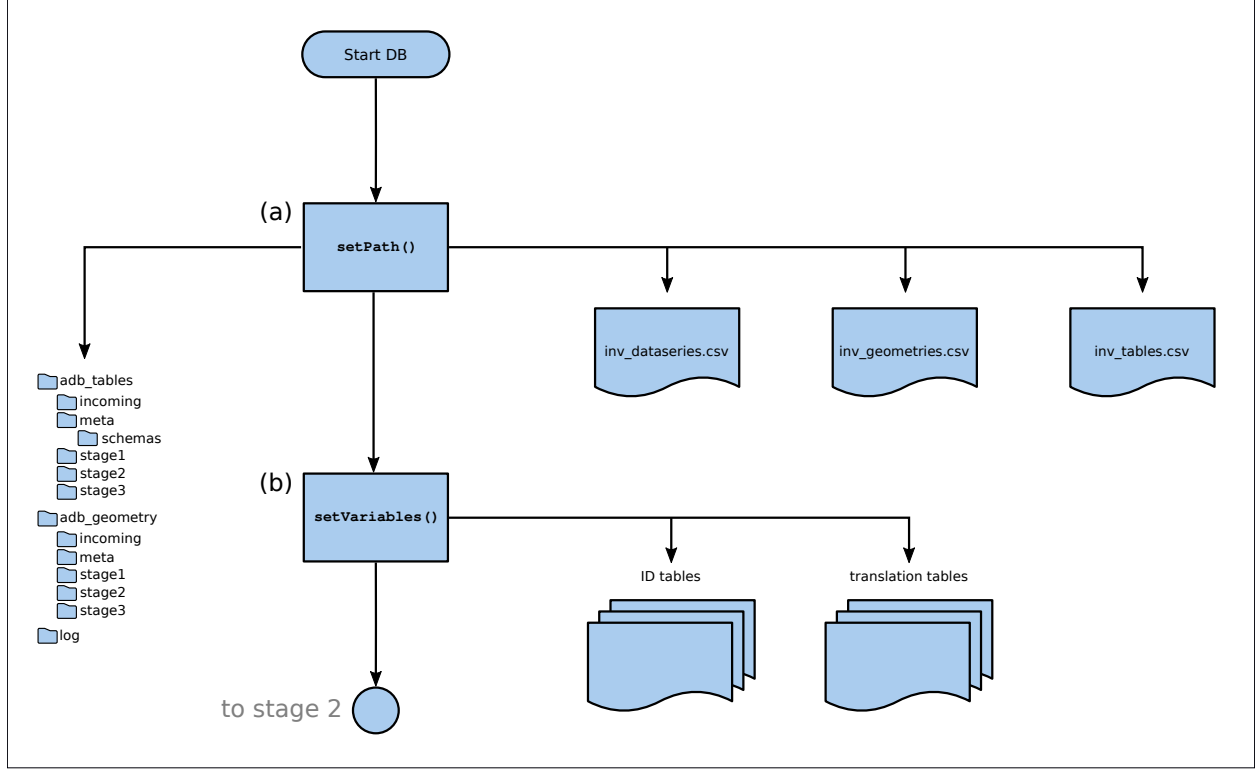 Start DB
(a)
setPath()
inv_dataseries.csv
inv_geometries.csv
inv_tables.csv
adb_tables
incoming
meta
schemas
stage1
stage2
stage3
adb_geometry
incoming
meta
stage1
stage2
stage3
log
(b)
setVariables()
ID tables
translation tables
to stage 2